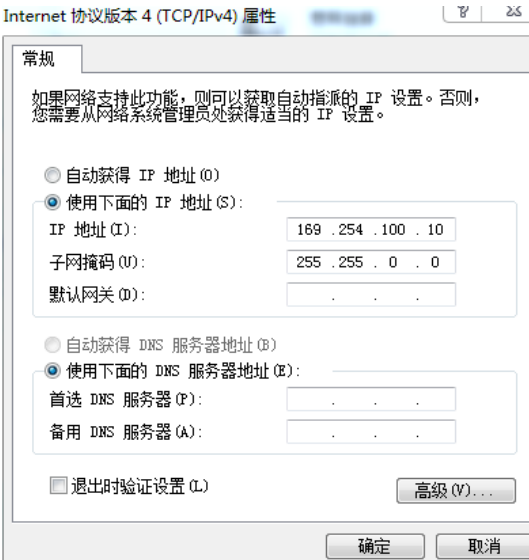 Internet 协议版本 4 (TCP/IPv4) 属性
常规
如果网络支持此功能，则可以获取自动指派的 IP 设置。否则，
您需要从网络系统管理员处获得适当的 IP 设置。
自动获得 IP 地址(O)
使用下面的 IP 地址(S):
IP 地址(I): 169 .254 .100 . 10
子网掩码(U): 255 .255 . 0 . 0
默认网关(D): . . .
自动获得 DNS 服务器地址(B)
使用下面的 DNS 服务器地址(E):
首选 DNS 服务器(P): . . .
备用 DNS 服务器(A): . . .
退出时验证设置(L)
高级(V)...
确定 取消